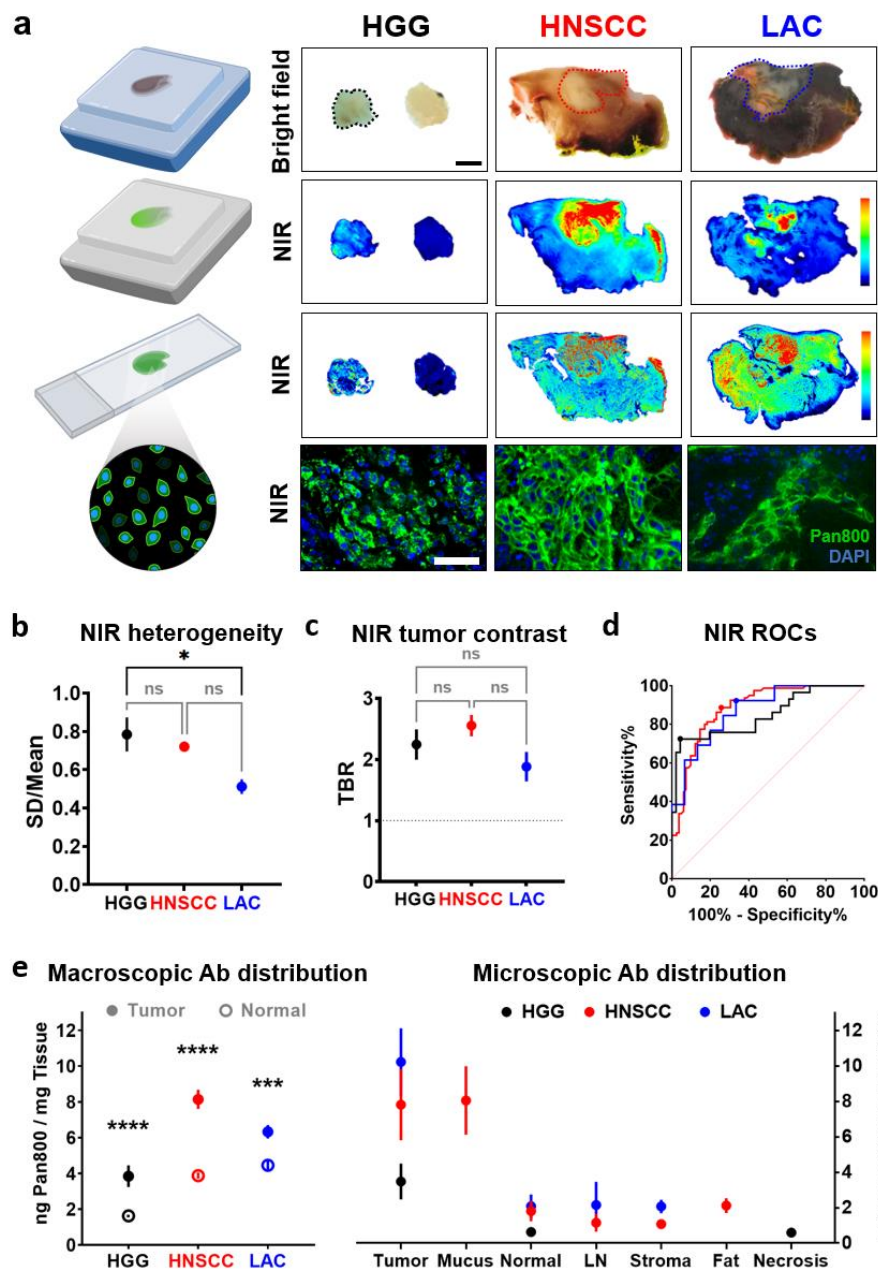 a
HGG HNSCC LAC
Bright field
NIR
NIR
NIR
Pan800
DAPI
b NIR heterogeneity
*
ns ns
1.0
0.8
0.6
0.4
0.2
0.0
SD/Mean
HGG HNSCC LAC
c NIR tumor contrast
ns
ns ns
3
2
1
0
TBR
HGG HNSCC LAC
d NIR ROCs
100
80
60
40
20
0
Sensitivity%
0 20 40 60 80 100
100% - Specificity%
e Macroscopic Ab distribution
Tumor Normal
12
10
8
6
4
2
0
ng Pan800 / mg Tissue
**** **** ***
HGG HNSCC LAC
Microscopic Ab distribution
HGG HNSCC LAC
12
10
8
6
4
2
0
Tumor Mucus Normal LN Stroma Fat Necrosis